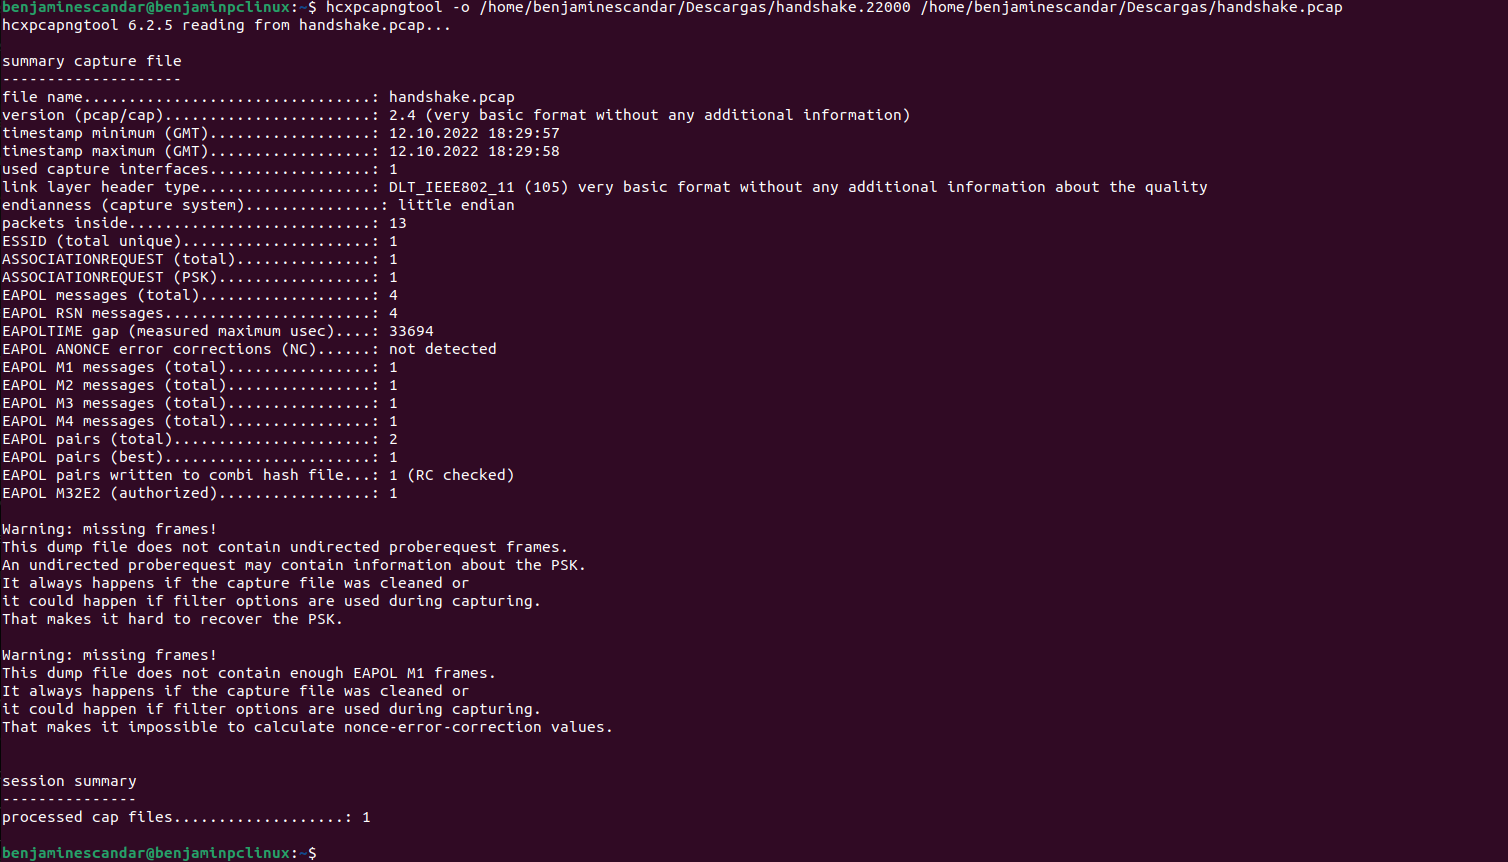 benjaminescandar@benjaminpclinux:~$ hcxpcapngtool -o /home/benjaminescandar/Descargas/handshake.22000 /home/benjaminescandar/Descargas/handshake.pcap
hcxpcapngtool 6.2.5 reading from handshake.pcap...

summary capture file
--------------------
file name................................: handshake.pcap
version (pcap/cap).......................: 2.4 (very basic format without any additional information)
timestamp minimum (GMT)..................: 12.10.2022 18:29:57
timestamp maximum (GMT)..................: 12.10.2022 18:29:58
used capture interfaces..................: 1
link layer header type...................: DLT_IEEE802_11 (105) very basic format without any additional information about the quality
endianness (capture system)...............: little endian
packets inside...........................: 13
ESSID (total unique).....................: 1
ASSOCIATIONREQUEST (total)...............: 1
ASSOCIATIONREQUEST (PSK).................: 1
EAPOL messages (total)...................: 4
EAPOL RSN messages.......................: 4
EAPOLTIME gap (measured maximum usec)....: 33694
EAPOL ANONCE error corrections (NC)......: not detected
EAPOL M1 messages (total)................: 1
EAPOL M2 messages (total)................: 1
EAPOL M3 messages (total)................: 1
EAPOL M4 messages (total)................: 1
EAPOL pairs (total)......................: 2
EAPOL pairs (best).......................: 1
EAPOL pairs written to combi hash file...: 1 (RC checked)
EAPOL M32E2 (authorized).................: 1

Warning: missing frames!
This dump file does not contain undirected proberequest frames.
An undirected proberequest may contain information about the PSK.
It always happens if the capture file was cleaned or
it could happen if filter options are used during capturing.
That makes it hard to recover the PSK.

Warning: missing frames!
This dump file does not contain enough EAPOL M1 frames.
It always happens if the capture file was cleaned or
it could happen if filter options are used during capturing.
That makes it impossible to calculate nonce-error-correction values.

session summary
---------------
processed cap files...................: 1

benjaminescandar@benjaminpclinux:~$